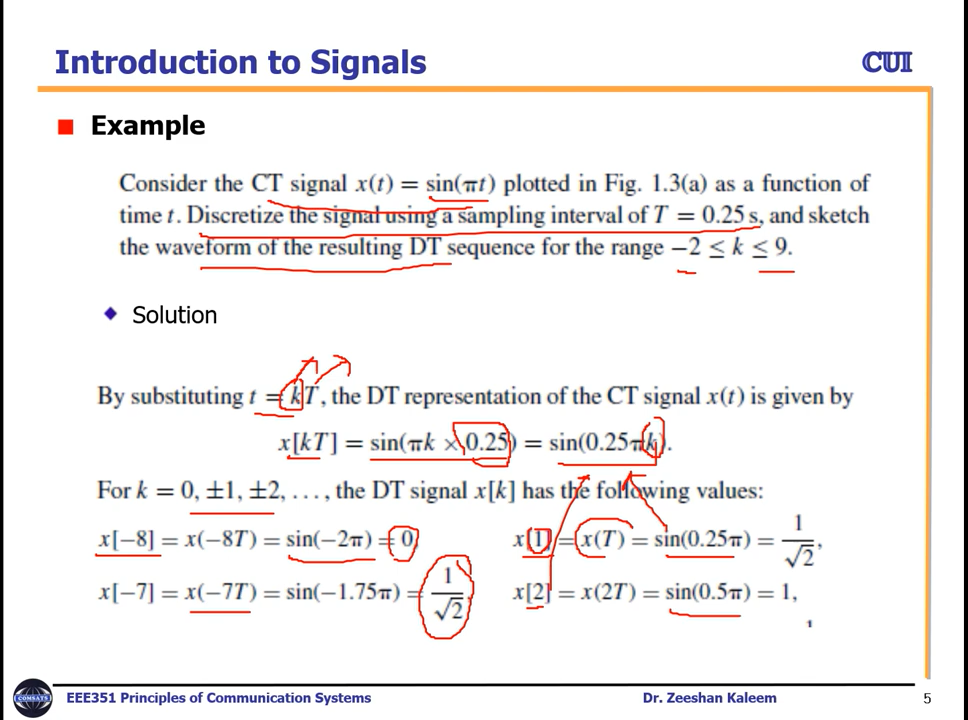 Introduction to Signals
CUI
Example
Consider the CT signal x(t) = sin(πt) plotted in Fig. 1.3(a) as a function of
time t. Discretize the signal using a sampling interval of T = 0.25 s, and sketch
the waveform of the resulting DT sequence for the range −2 ≤ k ≤ 9.
Solution
By substituting t = kT, the DT representation of the CT signal x(t) is given by
x[kT] = sin(πk × 0.25) = sin(0.25πk).
For k = 0, ±1, ±2, . . . , the DT signal x[k] has the following values:
x[−8] = x(−8T) = sin(−2π) = 0, x[1] = x(T) = sin(0.25π) = 1/√2,
x[−7] = x(−7T) = sin(−1.75π) = 1/√2, x[2] = x(2T) = sin(0.5π) = 1,
COMSATS
EEE351 Principles of Communication Systems Dr. Zeeshan Kaleem 5